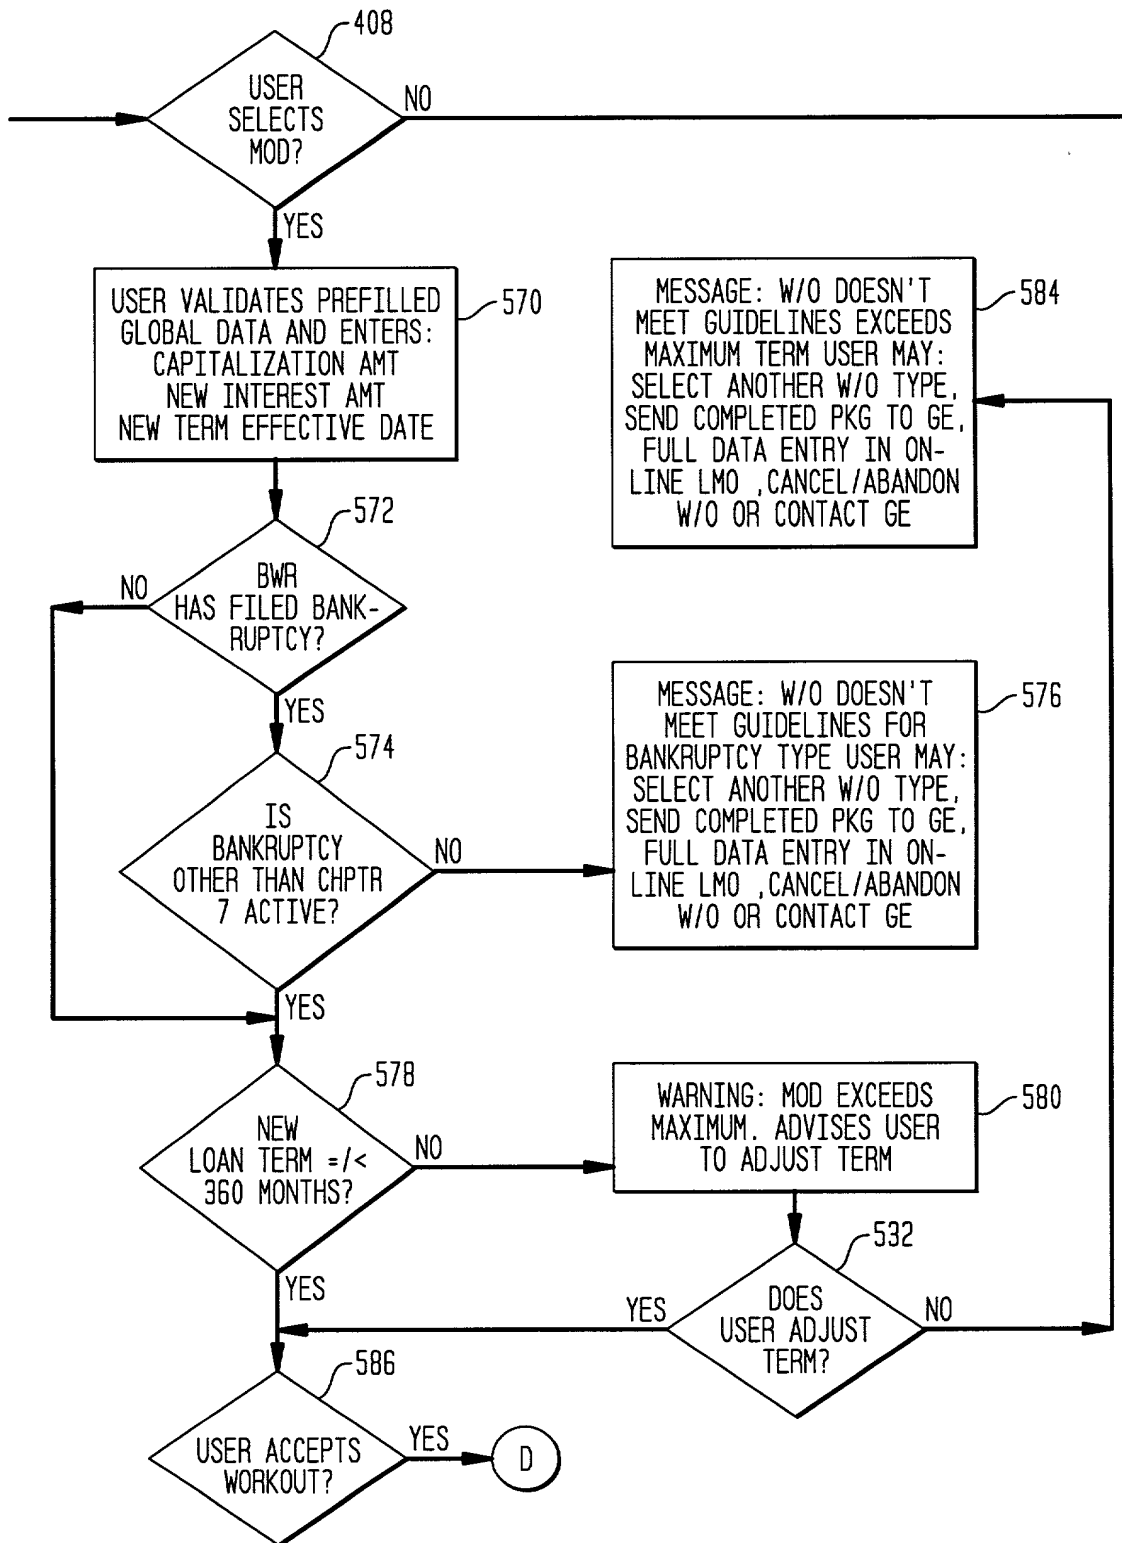 408
USER
SELECTS
MOD?
NO
YES
USER VALIDATES PREFILLED
GLOBAL DATA AND ENTERS:
CAPITALIZATION AMT
NEW INTEREST AMT
NEW TERM EFFECTIVE DATE
570
MESSAGE: W/O DOESN'T
MEET GUIDELINES EXCEEDS
MAXIMUM TERM USER MAY:
SELECT ANOTHER W/O TYPE,
SEND COMPLETED PKG TO GE,
FULL DATA ENTRY IN ON-
LINE LMO ,CANCEL/ABANDON
W/O OR CONTACT GE
584
572
BWR
HAS FILED BANK-
RUPTCY?
NO
YES
574
IS
BANKRUPTCY
OTHER THAN CHPTR
7 ACTIVE?
NO
YES
MESSAGE: W/O DOESN'T
MEET GUIDELINES FOR
BANKRUPTCY TYPE USER MAY:
SELECT ANOTHER W/O TYPE,
SEND COMPLETED PKG TO GE,
FULL DATA ENTRY IN ON-
LINE LMO ,CANCEL/ABANDON
W/O OR CONTACT GE
576
578
NEW
LOAN TERM =/<
360 MONTHS?
NO
YES
WARNING: MOD EXCEEDS
MAXIMUM. ADVISES USER
TO ADJUST TERM
580
532
DOES
USER ADJUST
TERM?
YES
NO
586
USER ACCEPTS
WORKOUT?
YES
D